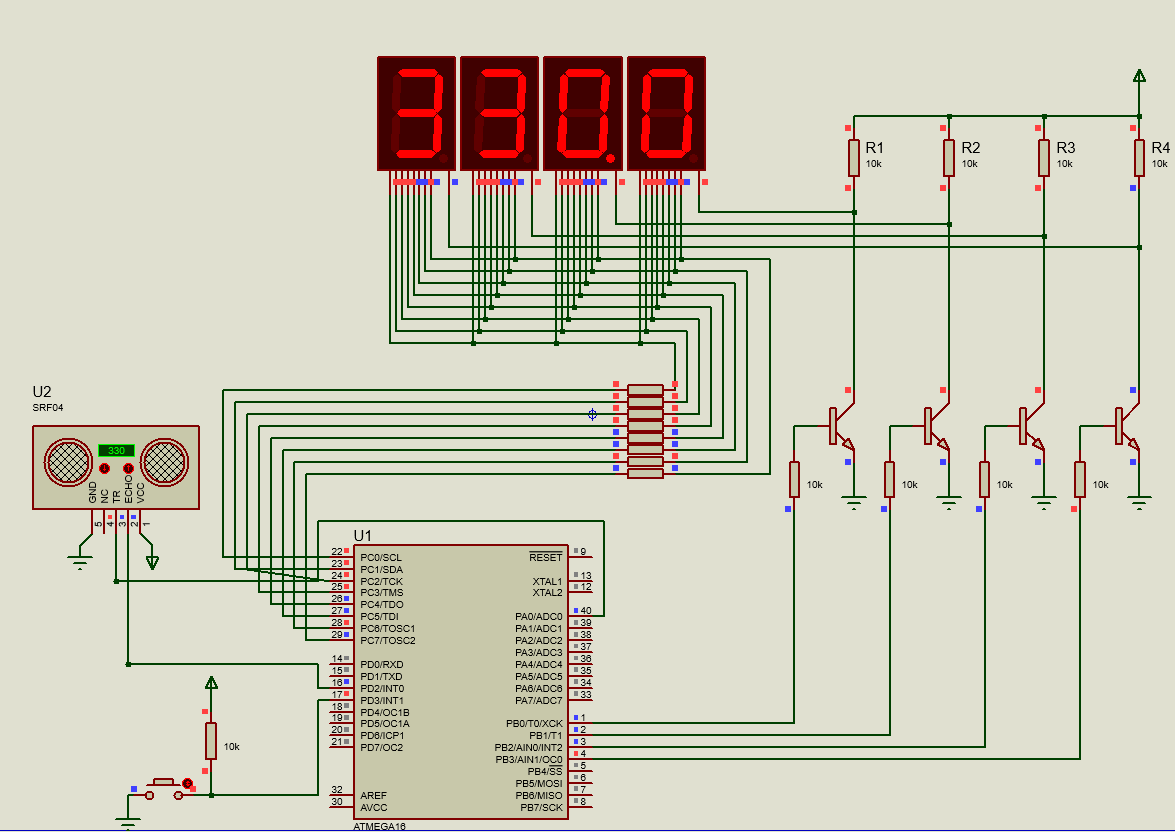 33.00
R1
10k
R2
10k
R3
10k
R4
10k
U2
SRF04
330
GND
NC
TR
ECHO
VCC
5
4
3
2
1
10k
10k
10k
10k
U1
22 PC0/SCL
23 PC1/SDA
24 PC2/TCK
25 PC3/TMS
26 PC4/TDO
27 PC5/TDI
28 PC6/TOSC1
29 PC7/TOSC2
14 PD0/RXD
15 PD1/TXD
16 PD2/INT0
17 PD3/INT1
18 PD4/OC1B
19 PD5/OC1A
20 PD6/ICP1
21 PD7/OC2
32 AREF
30 AVCC
RESET 9
XTAL1 13
XTAL2 12
PA0/ADC0 40
PA1/ADC1 39
PA2/ADC2 38
PA3/ADC3 37
PA4/ADC4 36
PA5/ADC5 35
PA6/ADC6 34
PA7/ADC7 33
PB0/T0/XCK 1
PB1/T1 2
PB2/AIN0/INT2 3
PB3/AIN1/OC0 4
PB4/SS 5
PB5/MOSI 6
PB6/MISO 7
PB7/SCK 8
10k
ATMEGA16